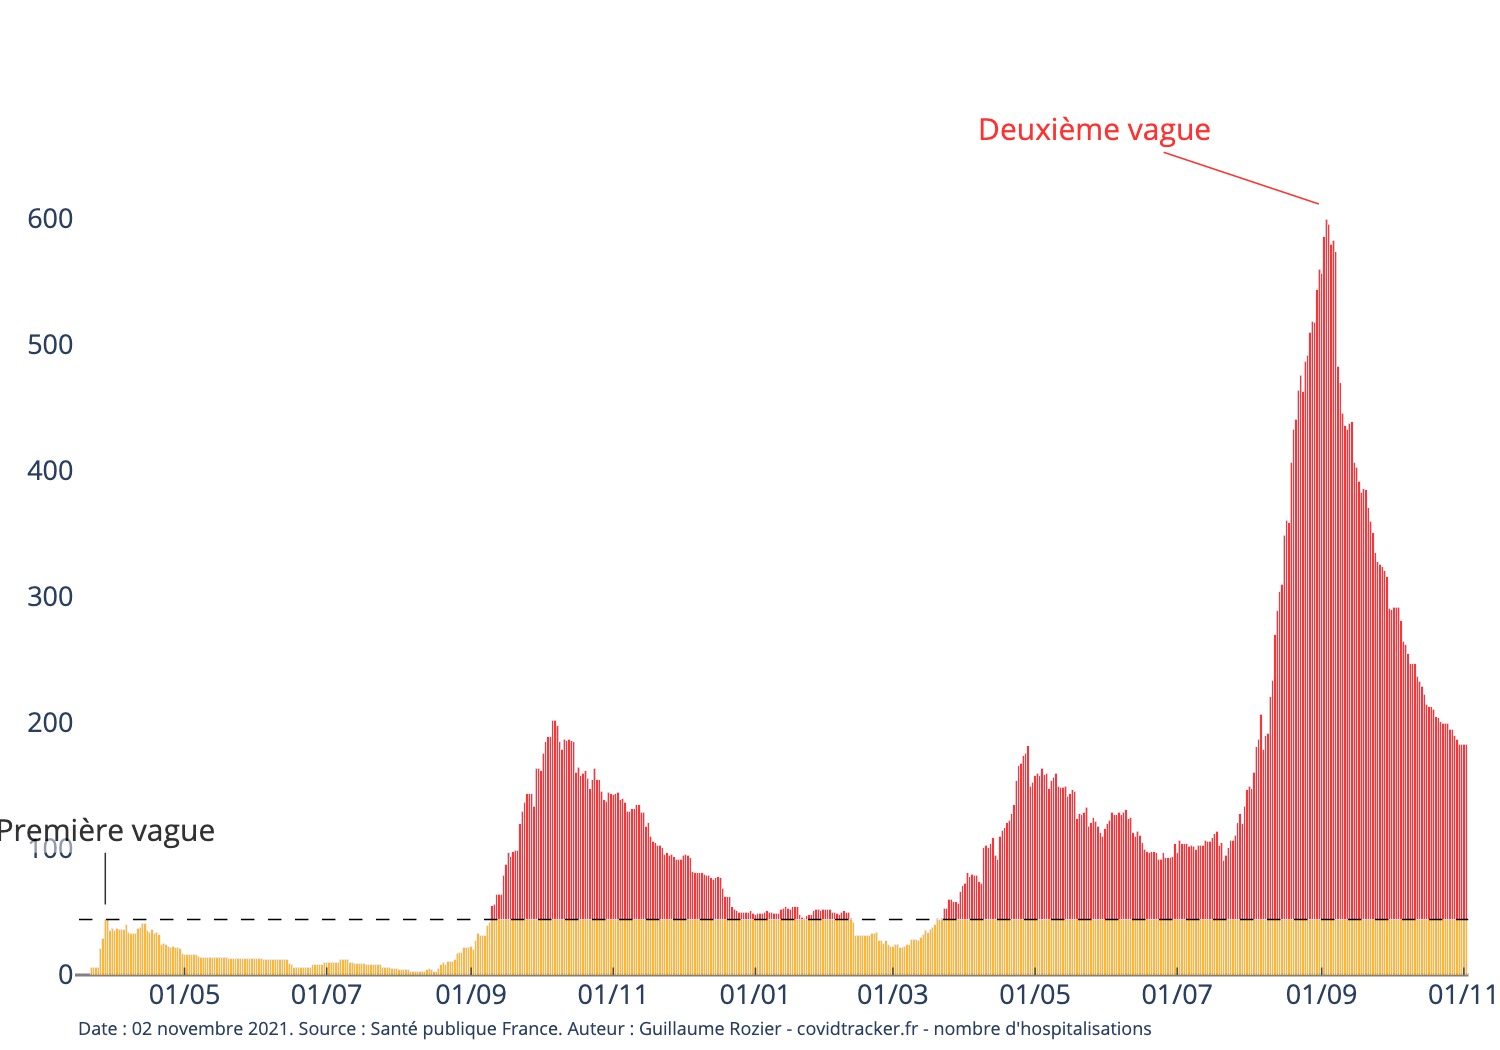 Deuxième vague
600
500
400
300
200
Première vague
100
0
01/05 01/07 01/09 01/11 01/01 01/03 01/05 01/07 01/09 01/11
Date : 02 novembre 2021. Source : Santé publique France. Auteur : Guillaume Rozier - covidtracker.fr - nombre d'hospitalisations